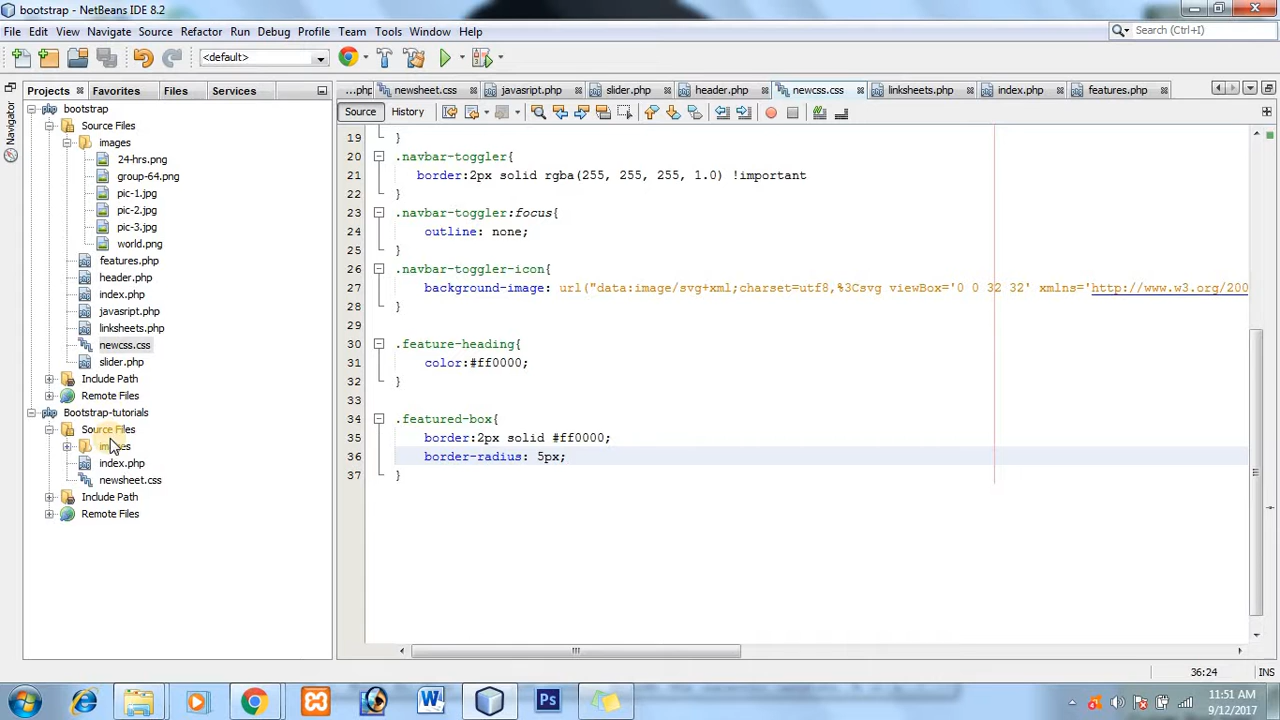 bootstrap - NetBeans IDE 8.2
File Edit View Navigate Source Refactor Run Debug Profile Team Tools Window Help
Search (Ctrl+I)
<default>
Projects Favorites Files Services
...php newsheet.css javasript.php slider.php header.php newcss.css linksheets.php index.php features.php
Source History
Navigator
bootstrap
Source Files
images
24-hrs.png
group-64.png
pic-1.jpg
pic-2.jpg
pic-3.jpg
world.png
features.php
header.php
index.php
javasript.php
linksheets.php
newcss.css
slider.php
Include Path
Remote Files
Bootstrap-tutorials
Source Files
images
index.php
newsheet.css
Include Path
Remote Files
19 }
20 .navbar-toggler{
21 border:2px solid rgba(255, 255, 255, 1.0) !important
22 }
23 .navbar-toggler:focus{
24 outline: none;
25 }
26 .navbar-toggler-icon{
27 background-image: url("data:image/svg+xml;charset=utf8,%3Csvg viewBox='0 0 32 32' xmlns='http://www.w3.org/200
28 }
29
30 .feature-heading{
31 color:#ff0000;
32 }
34 .featured-box{
35 border:2px solid #ff0000;
36 border-radius: 5px;
37 }
36:24 INS
W Ps
11:51 AM
9/12/2017